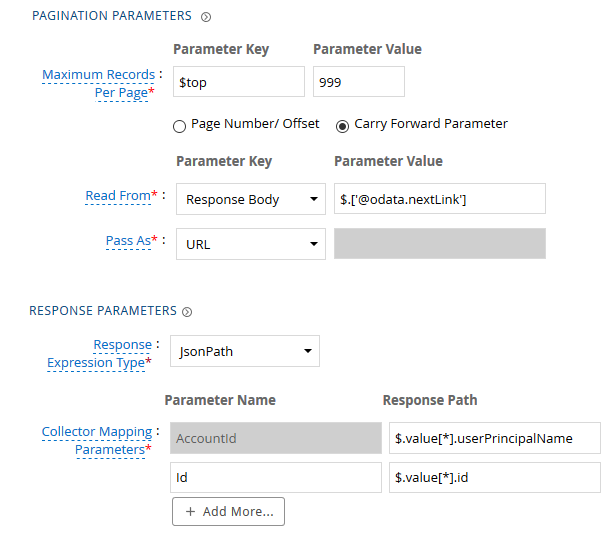 PAGINATION PARAMETERS
Parameter Key Parameter Value
Maximum Records Per Page* : $top 999
Page Number/ Offset Carry Forward Parameter
Parameter Key Parameter Value
Read From* : Response Body $.['@odata.nextLink']
Pass As* : URL
RESPONSE PARAMETERS
Response Expression Type* : JsonPath
Parameter Name Response Path
Collector Mapping Parameters* : AccountId $.value[*].userPrincipalName
Id $.value[*].id
+ Add More...